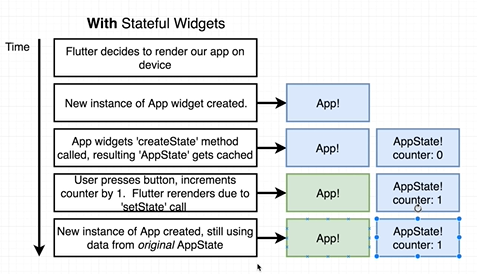 With Stateful Widgets
Time
Flutter decides to render our app on
device
New instance of App widget created.
App!
App widgets 'createState' method
called, resulting 'AppState' gets cached
App!
AppState!
counter: 0
User presses button, increments
counter by 1.  Flutter rerenders due to
'setState' call
App!
AppState!
counter: 1
New instance of App created, still using
data from original AppState
App!
AppState!
counter: 1